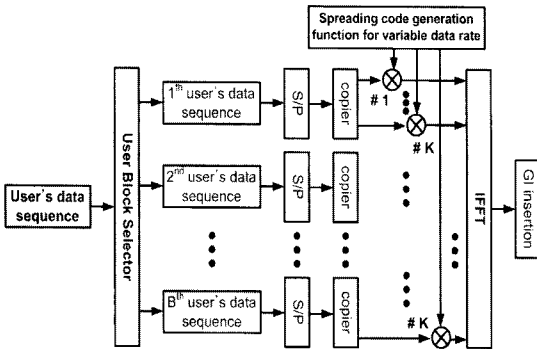 Spreading code generation
function for variable data rate
User's data
sequence
User Block Selector
1th user's data
sequence
S/P
copier
# 1
# K
2nd user's data
sequence
S/P
copier
Bth user's data
sequence
S/P
copier
# K
IFFT
GI insertion